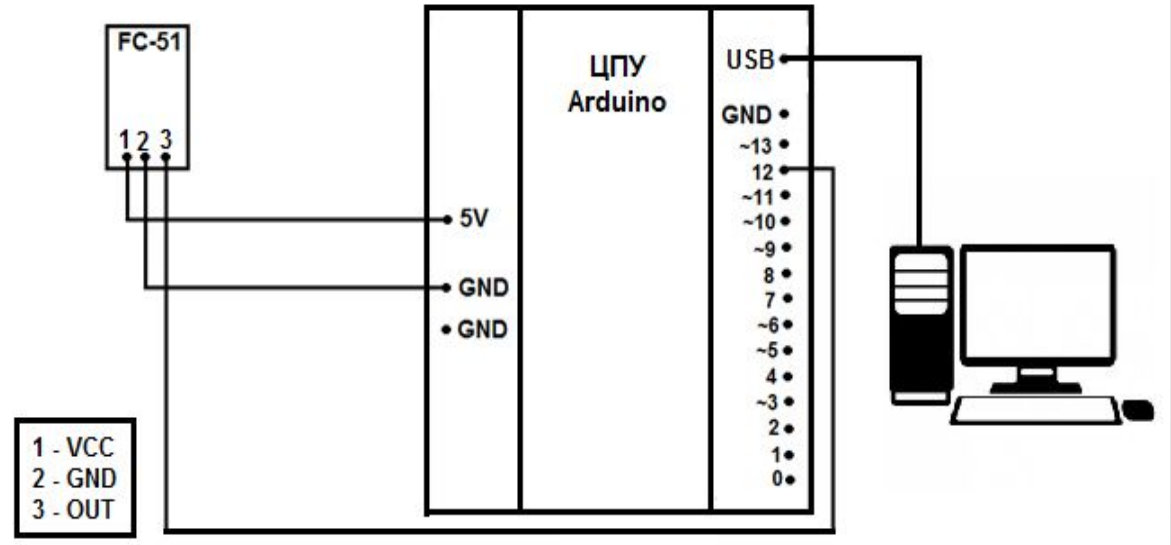 FC-51
1 2 3
ЦПУ
Arduino
5V
GND
GND
USB
GND
~13
12
~11
~10
~9
8
7
~6
~5
4
~3
2
1
0
1 - VCC
2 - GND
3 - OUT